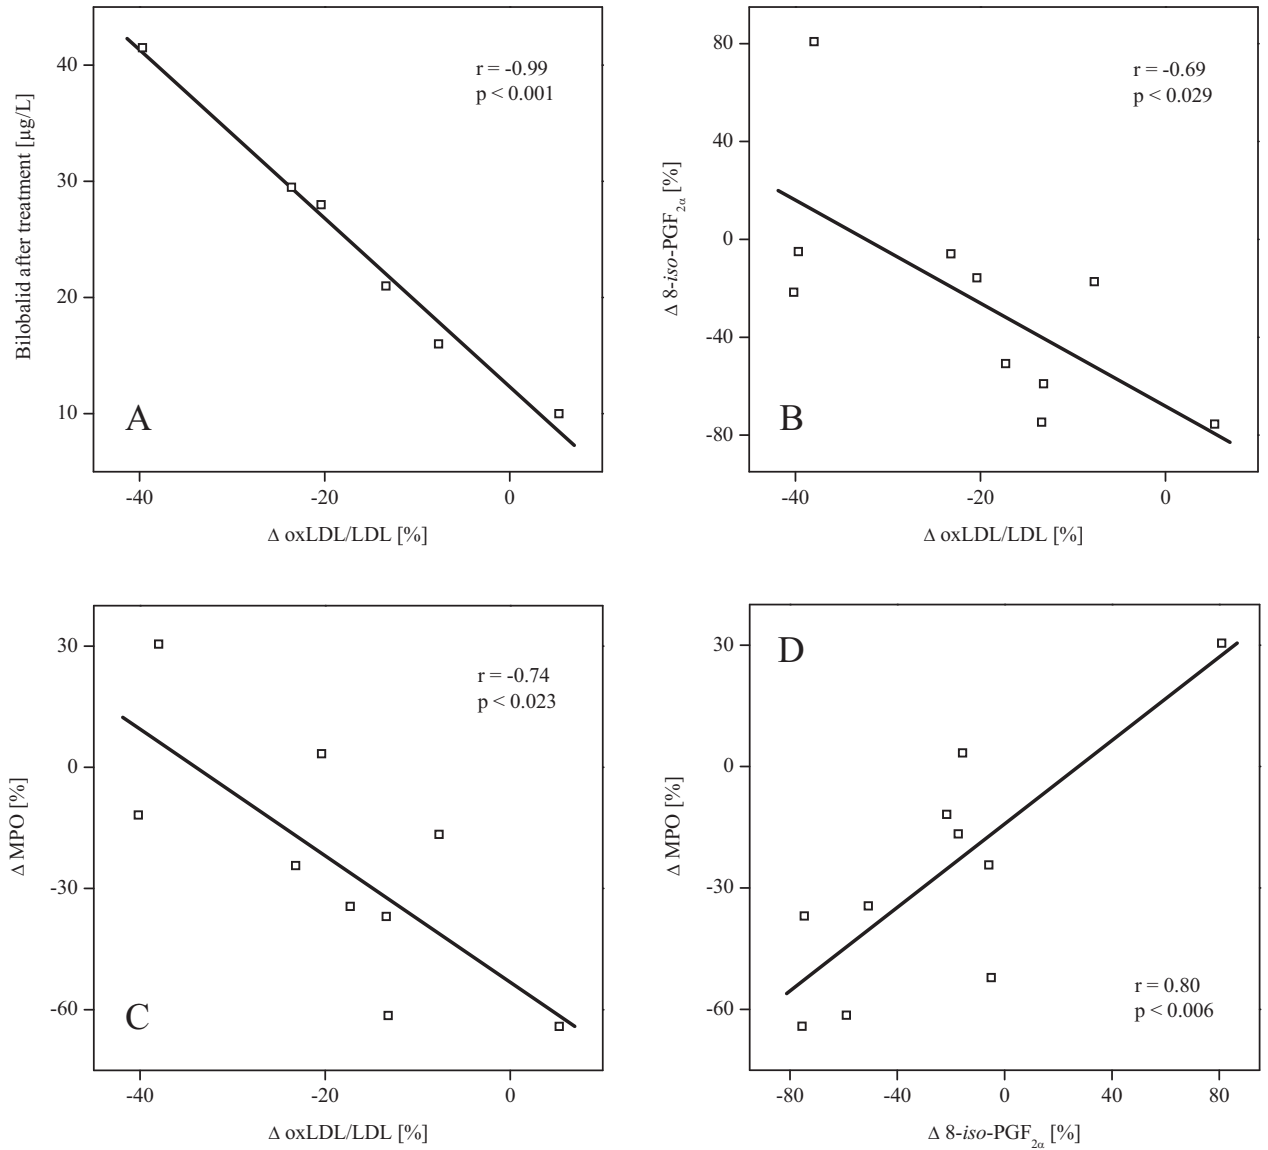 40
30
20
10
Bilobalid after treatment [µg/L]
r = -0.99
p < 0.001
A
-40
-20
0
Δ oxLDL/LDL [%]
80
40
0
-40
-80
Δ 8-iso-PGF2α [%]
r = -0.69
p < 0.029
B
-40
-20
0
Δ oxLDL/LDL [%]
30
0
-30
-60
Δ MPO [%]
r = -0.74
p < 0.023
C
-40
-20
0
Δ oxLDL/LDL [%]
30
0
-30
-60
Δ MPO [%]
D
r = 0.80
p < 0.006
-80
-40
0
40
80
Δ 8-iso-PGF2α [%]